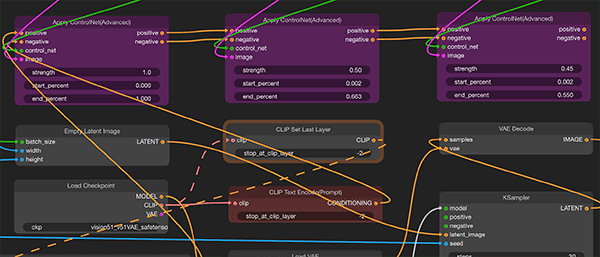 Apply ControlNet(Advanced)
positive positive
negative negative
control_net
image
strength 1.0
start_percent 0.000
end_percent 1.000
Apply ControlNet(Advanced)
positive positive
negative negative
control_net
image
strength 0.50
start_percent 0.002
end_percent 0.663
Apply ControlNet(Advanced)
positive positive
negative negative
control_net
image
strength 0.45
start_percent 0.002
end_percent 0.550
Empty Latent Image
batch_size LATENT
width
height
CLIP Set Last Layer
clip CLIP
stop_at_clip_layer -2
VAE Decode
samples IMAGE
vae
Load Checkpoint
MODEL
CLIP
VAE
ckp vision51_v51VAE_safetenso
CLIP Text Encode(Prompt)
clip CONDITIONING
stop_at_clip_layer -2
KSampler
model LATENT
positive
negative
latent_image
seed
Load VAE